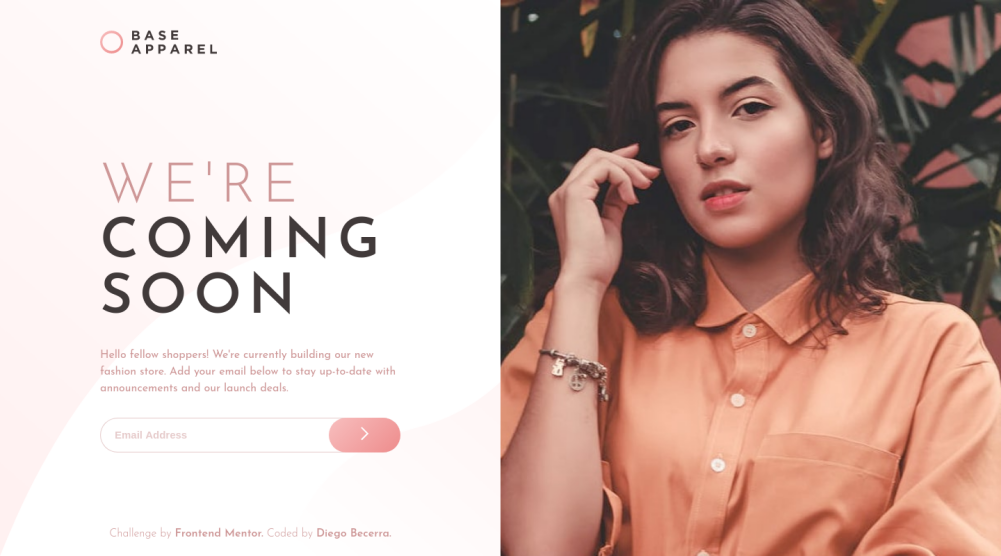 BASE
APPAREL
WE'RE
COMING
SOON
Hello fellow shoppers! We're currently building our new
fashion store. Add your email below to stay up-to-date with
announcements and our launch deals.
Email Address
Challenge by Frontend Mentor. Coded by Diego Becerra.